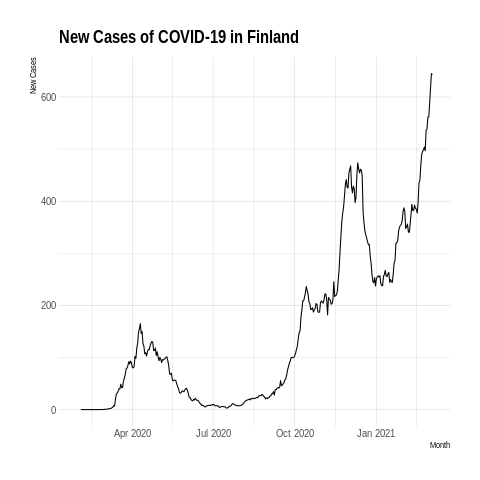 New Cases of COVID-19 in Finland
New Cases
600
400
200
0
Apr 2020
Jul 2020
Oct 2020
Jan 2021
Month